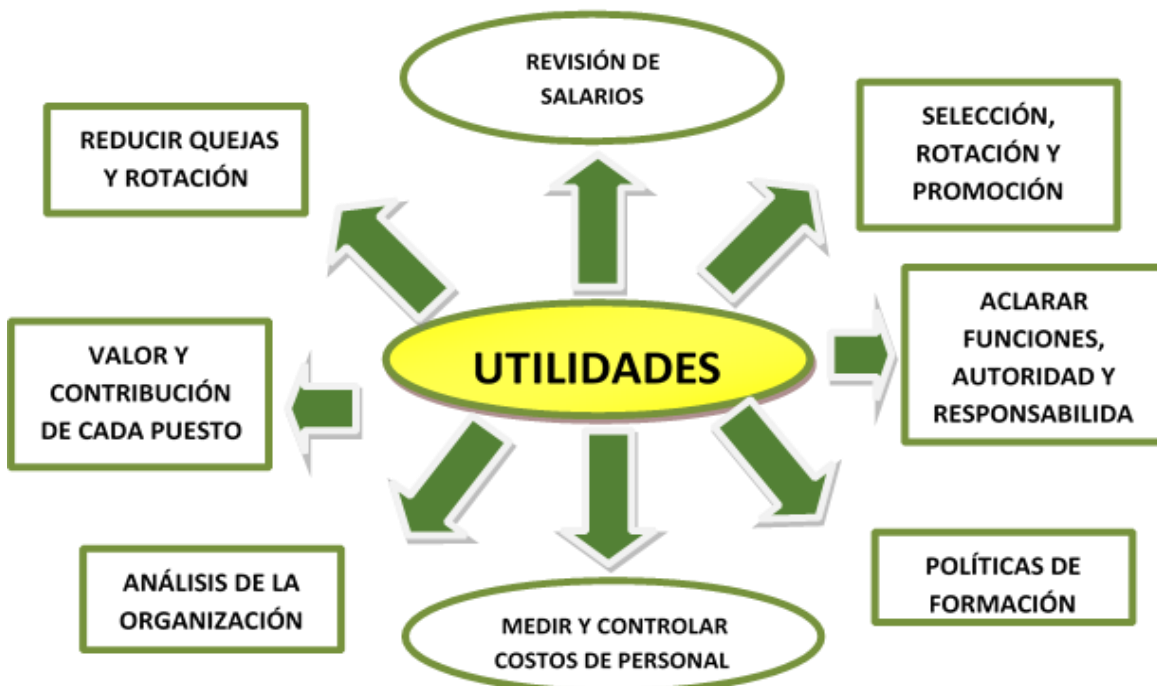 REVISIÓN DE
SALARIOS
REDUCIR QUEJAS
Y ROTACIÓN
SELECCIÓN,
ROTACIÓN Y
PROMOCIÓN
VALOR Y
CONTRIBUCIÓN
DE CADA PUESTO
UTILIDADES
ACLARAR
FUNCIONES,
AUTORIDAD Y
RESPONSABILIDA
ANÁLISIS DE LA
ORGANIZACIÓN
MEDIR Y CONTROLAR
COSTOS DE PERSONAL
POLÍTICAS DE
FORMACIÓN